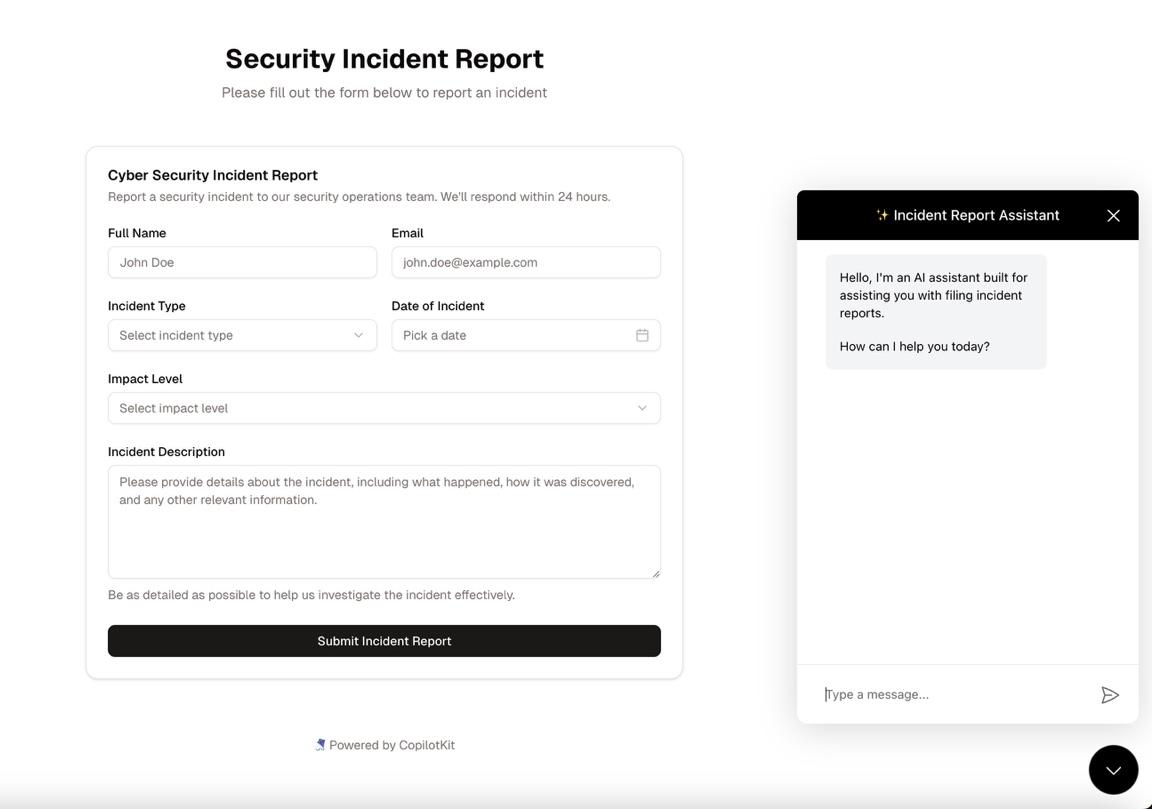 Security Incident Report
Please fill out the form below to report an incident
Cyber Security Incident Report
Report a security incident to our security operations team. We'll respond within 24 hours.
Full Name
Email
John Doe
john.doe@example.com
Incident Type
Date of Incident
Select incident type
Pick a date
Impact Level
Select impact level
Incident Description
Please provide details about the incident, including what happened, how it was discovered,
and any other relevant information.
Be as detailed as possible to help us investigate the incident effectively.
Submit Incident Report
Powered by CopilotKit
✨ Incident Report Assistant
Hello, I'm an AI assistant built for
assisting you with filing incident
reports.
How can I help you today?
Type a message...